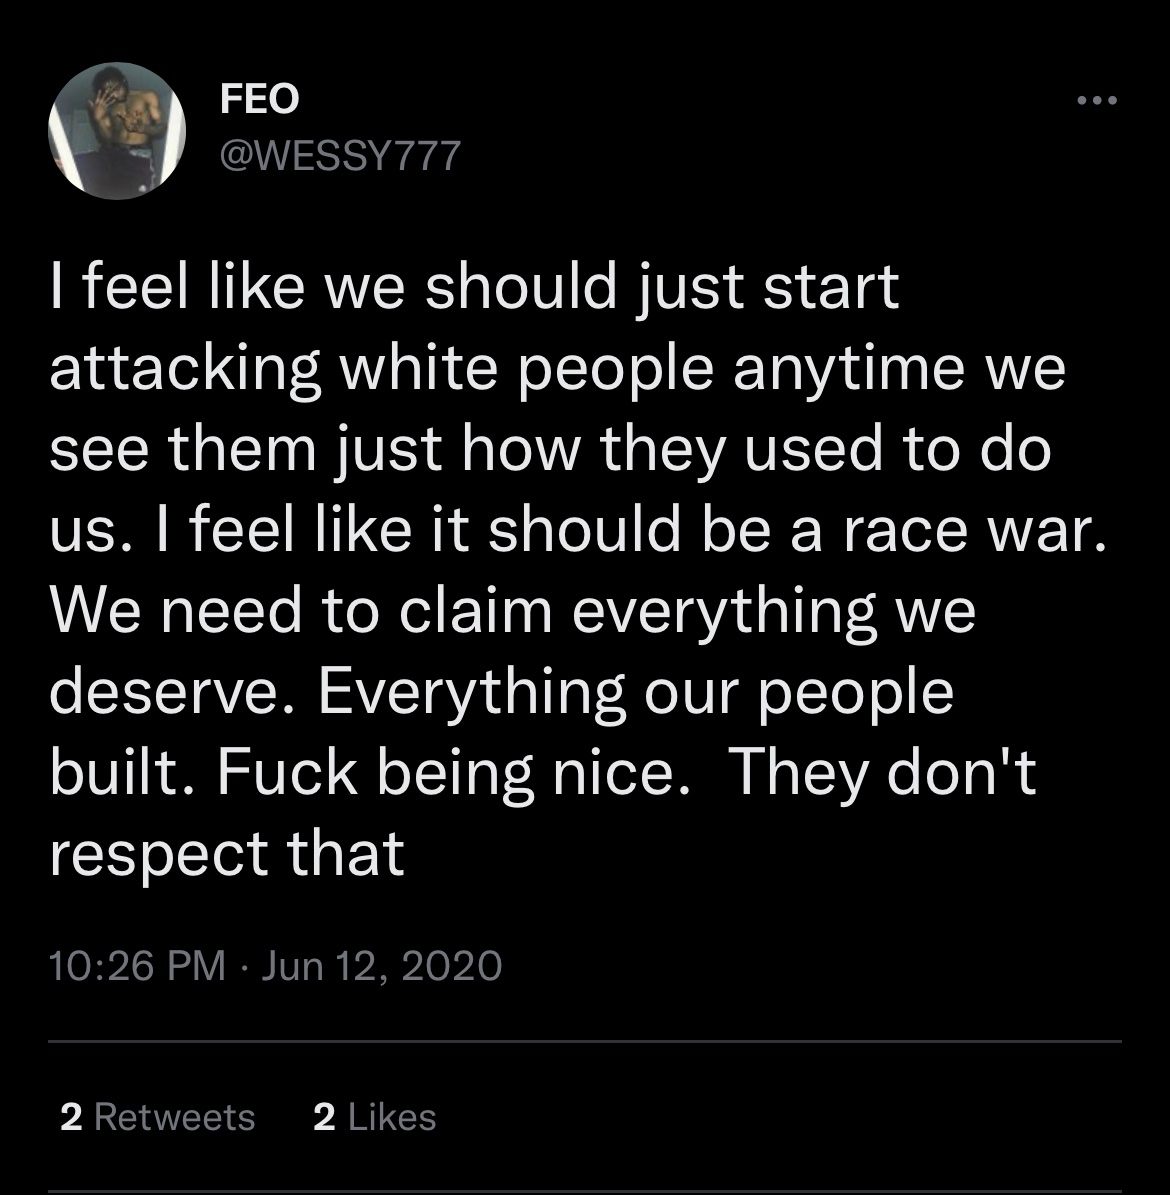 FEO
@WESSY777
I feel like we should just start
attacking white people anytime we
see them just how they used to do
us. I feel like it should be a race war.
We need to claim everything we
deserve. Everything our people
built. Fuck being nice.  They don't
respect that
10:26 PM · Jun 12, 2020
2 Retweets 2 Likes